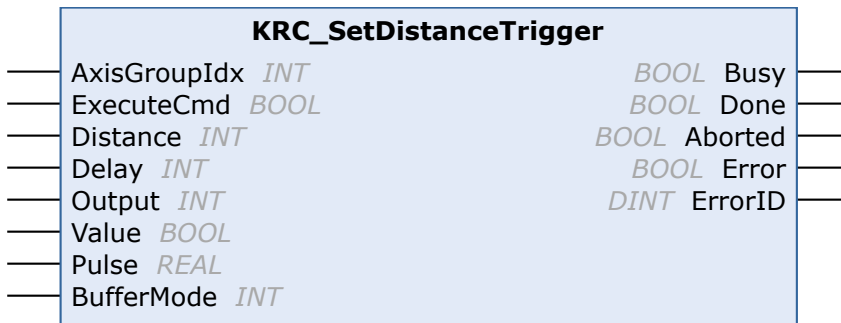 KRC_SetDistanceTrigger
AxisGroupIdx INT BOOL Busy
ExecuteCmd BOOL BOOL Done
Distance INT BOOL Aborted
Delay INT BOOL Error
Output INT DINT ErrorID
Value BOOL
Pulse REAL
BufferMode INT